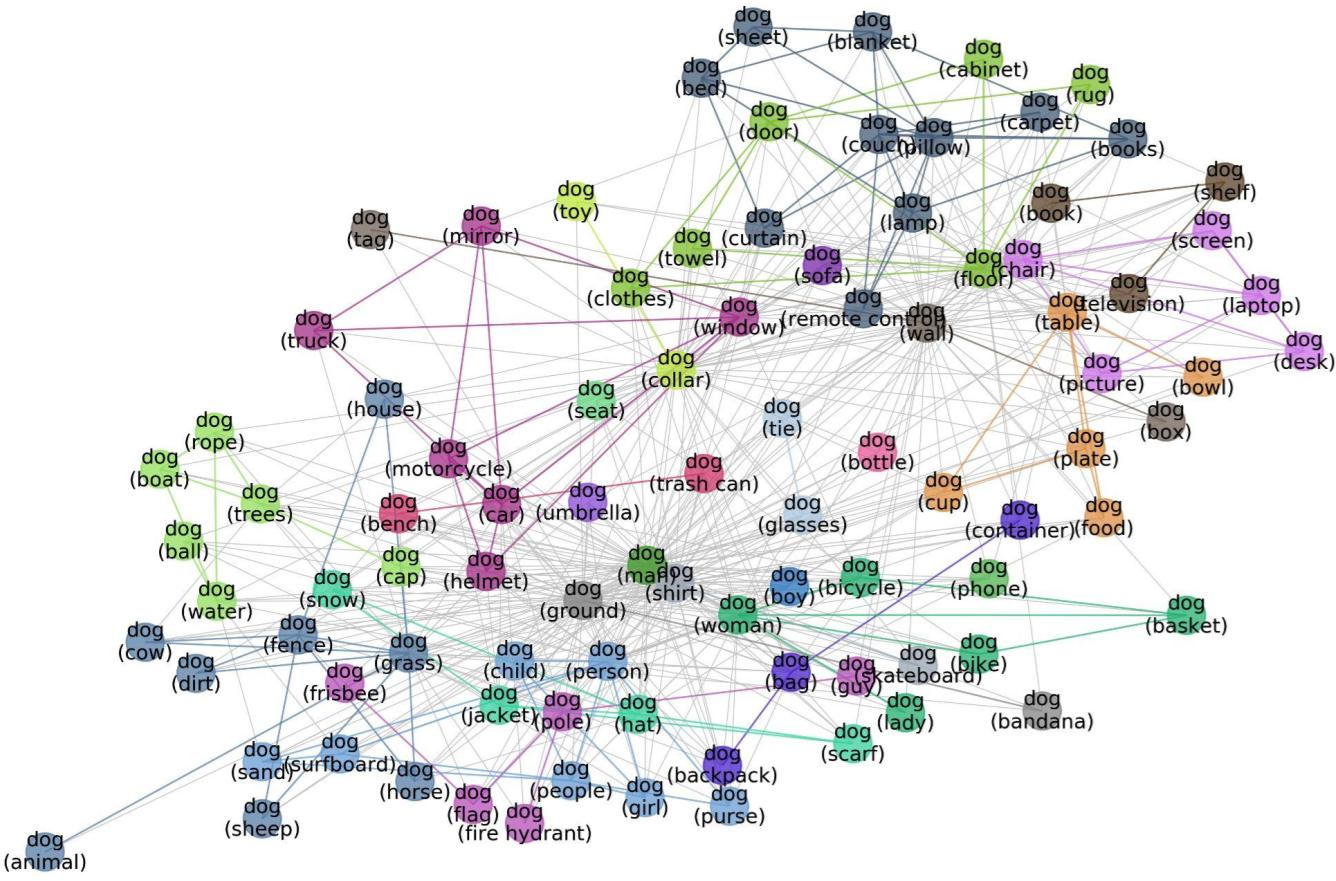 dog
(sheet)
dog
(blanket)
dog
(cabinet)
dog
(bed)
dog
(rug)
dog
(door)
dog
(couch)
dog
(pillow)
dog
(carpet)
dog
(books)
dog
(toy)
dog
(tag)
dog
(mirror)
dog
(curtain)
dog
(lamp)
dog
(book)
dog
(shelf)
dog
(screen)
dog
(towel)
dog
(sofa)
dog
(floor)
dog
(chair)
dog
(clothes)
dog
(window)
dog
(remote control)
dog
(wall)
dog
(table)
dog
(television)
dog
(laptop)
dog
(truck)
dog
(collar)
dog
(picture)
dog
(bowl)
dog
(desk)
dog
(house)
dog
(seat)
dog
(tie)
dog
(box)
dog
(rope)
dog
(boat)
dog
(motorcycle)
dog
(trash can)
dog
(bottle)
dog
(plate)
dog
(trees)
dog
(bench)
dog
(car)
dog
(umbrella)
dog
(glasses)
dog
(cup)
dog
(container)
dog
(food)
dog
(ball)
dog
(cap)
dog
(helmet)
dog
(man)
dog
(shirt)
dog
(boy)
dog
(bicycle)
dog
(phone)
dog
(water)
dog
(snow)
dog
(ground)
dog
(woman)
dog
(basket)
dog
(cow)
dog
(fence)
dog
(grass)
dog
(child)
dog
(person)
dog
(dirt)
dog
(frisbee)
dog
(bag)
dog
(guy)
dog
(skateboard)
dog
(bike)
dog
(jacket)
dog
(pole)
dog
(hat)
dog
(lady)
dog
(bandana)
dog
(scarf)
dog
(sand)
dog
(surfboard)
dog
(horse)
dog
(people)
dog
(girl)
dog
(backpack)
dog
(purse)
dog
(sheep)
dog
(flag)
dog
(fire hydrant)
dog
(animal)